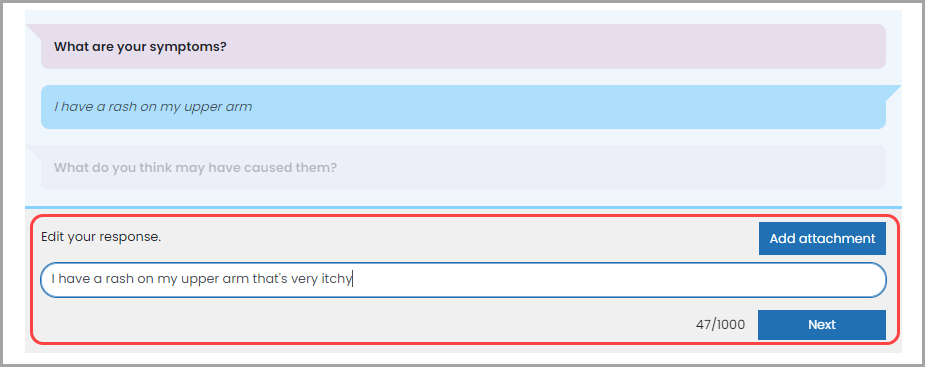 What are your symptoms?
I have a rash on my upper arm
What do you think may have caused them?
Edit your response.
Add attachment
I have a rash on my upper arm that's very itchy
47/1000
Next